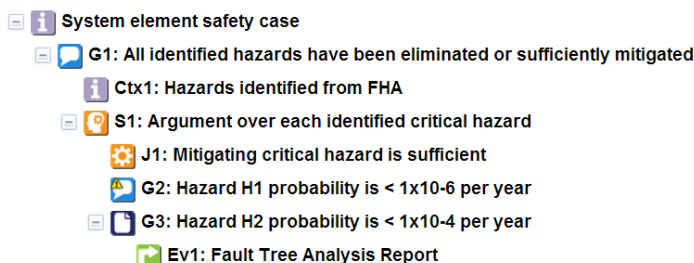 System element safety case
G1: All identified hazards have been eliminated or sufficiently mitigated
Ctx1: Hazards identified from FHA
S1: Argument over each identified critical hazard
J1: Mitigating critical hazard is sufficient
G2: Hazard H1 probability is < 1x10-6 per year
G3: Hazard H2 probability is < 1x10-4 per year
Ev1: Fault Tree Analysis Report